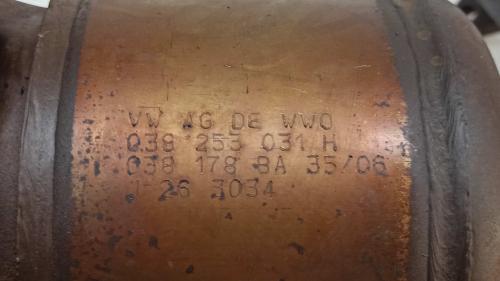 VW AG DE WWO
038 253 031 H
038 178 BA 35/06
26 3034